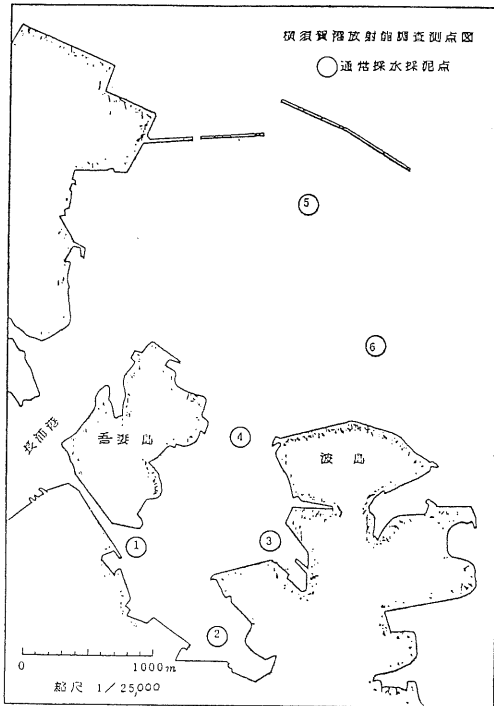 横須賀港放射能調査測点図
○通常採水採泥点
5
6
長浦港
吾妻島
4
波島
1
3
2
0 1000m
縮尺 1/25,000